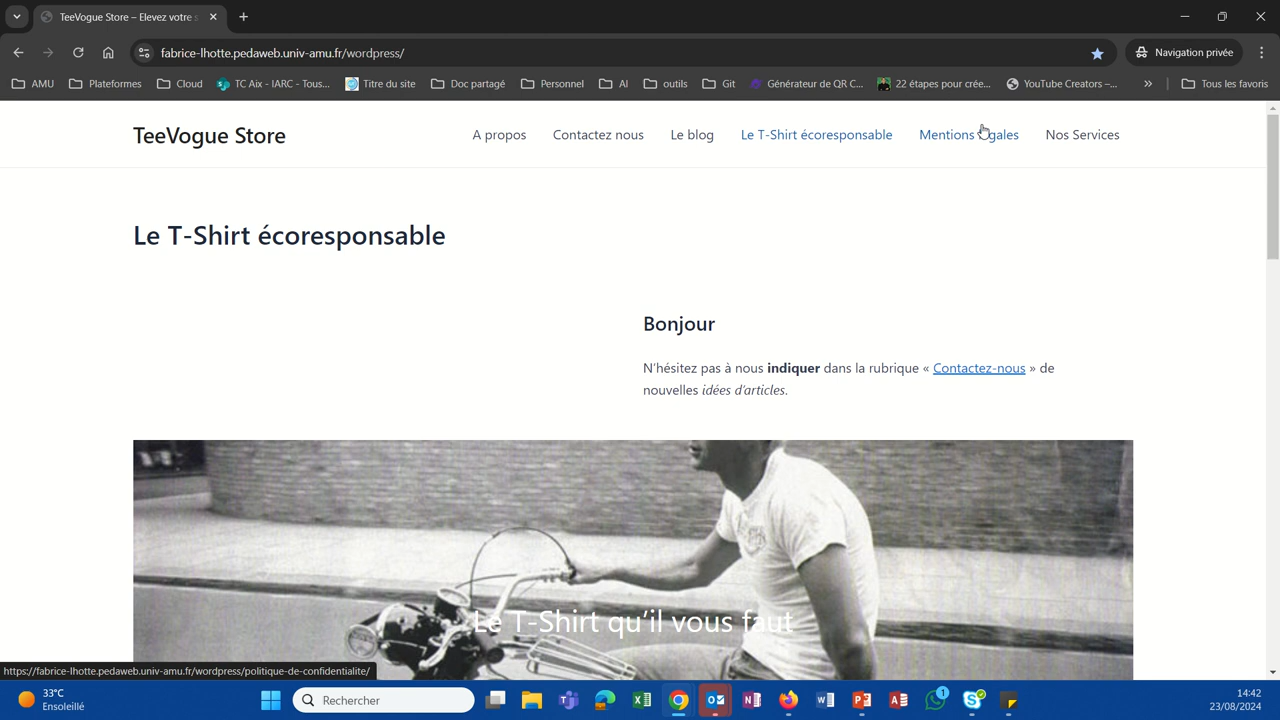 TeeVogue Store – Elevez votre s
fabrice-lhotte.pedaweb.univ-amu.fr/wordpress/
Navigation privée
AMU
Plateformes
Cloud
TC Aix - IARC - Tous...
Titre du site
Doc partagé
Personnel
AI
outils
Git
Générateur de QR C...
22 étapes pour crée...
YouTube Creators –...
Tous les favoris
TeeVogue Store
A propos
Contactez nous
Le blog
Le T-Shirt écoresponsable
Mentions légales
Nos Services
Le T-Shirt écoresponsable
Bonjour
N'hésitez pas à nous indiquer dans la rubrique « Contactez-nous » de
nouvelles idées d'articles.
Le T-Shirt qu'il vous faut
https://fabrice-lhotte.pedaweb.univ-amu.fr/wordpress/politique-de-confidentialite/
33°C
Ensoleillé
Rechercher
1
14:42
23/08/2024